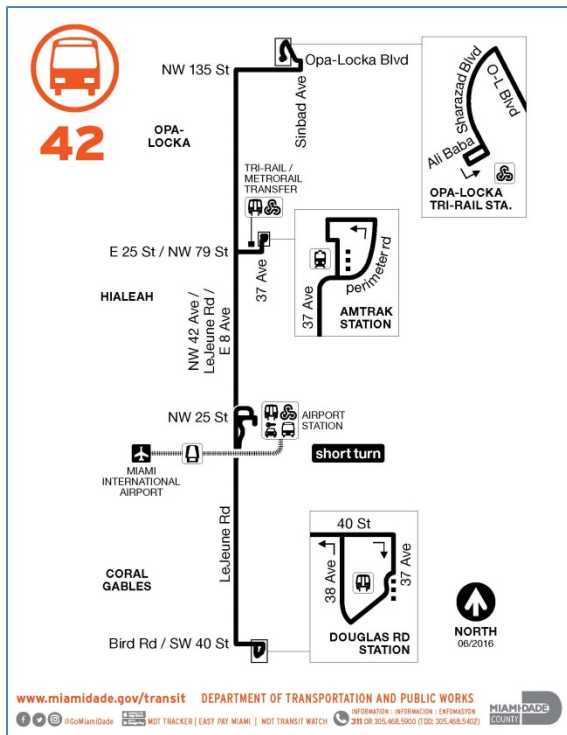 42
NW 135 St
Opa-Locka Blvd
Sinbad Ave
OPA-
LOCKA
Sharazad Blvd
O-L Blvd
Ali Baba
OPA-LOCKA
TRI-RAIL STA.
TRI-RAIL /
METRORAIL
TRANSFER
E 25 St / NW 79 St
37 Ave
HIALEAH
37 Ave
perimeter rd
AMTRAK
STATION
NW 42 Ave /
LeJeune Rd /
E 8 Ave
NW 25 St
AIRPORT
STATION
short turn
MIAMI
INTERNATIONAL
AIRPORT
LeJeune Rd
CORAL
GABLES
40 St
38 Ave
37 Ave
DOUGLAS RD
STATION
Bird Rd / SW 40 St
NORTH
06/2016
www.miamidade.gov/transit DEPARTMENT OF TRANSPORTATION AND PUBLIC WORKS
@GoMiamiDade MDT TRACKER | EASY PAY MIAMI | MDT TRANSIT WATCH
INFORMATION : INFORMACION : ENFOMASYON
311 OR 305.468.5900 (TDD: 305.468.5402)
MIAMI-DADE
COUNTY